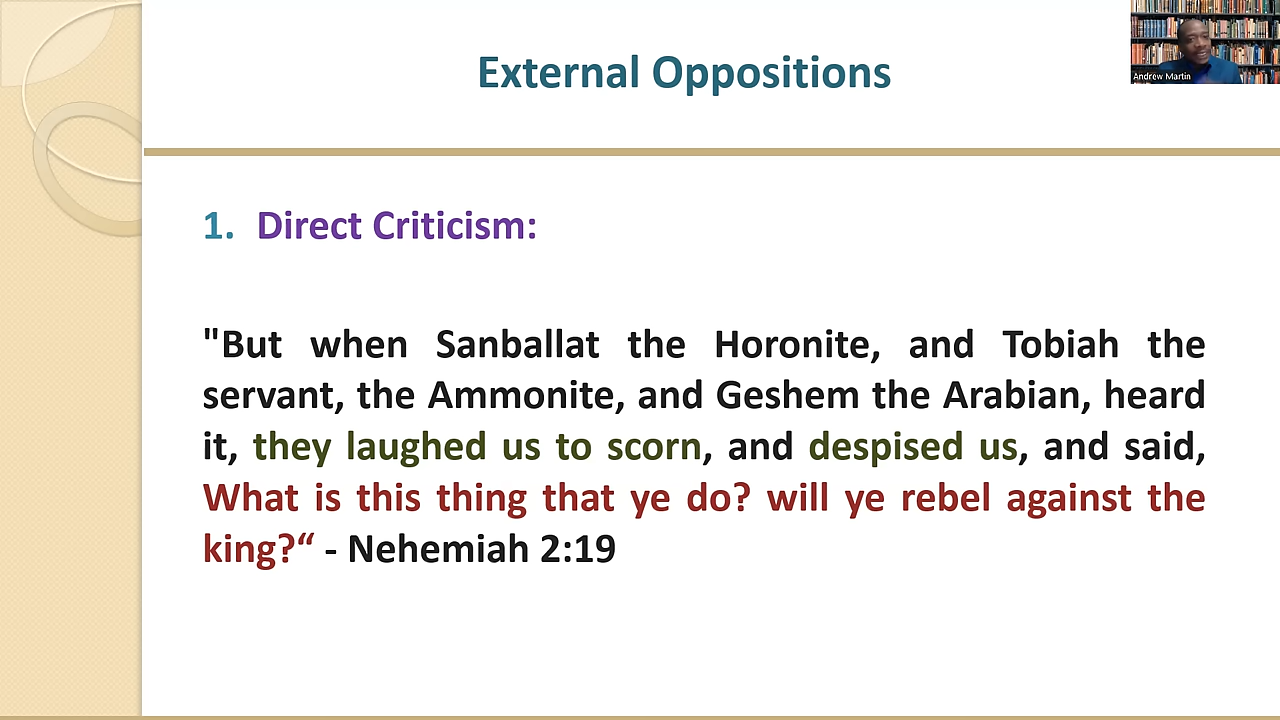 External Oppositions
Andrew Martin
1. Direct Criticism:
"But when Sanballat the Horonite, and Tobiah the
servant, the Ammonite, and Geshem the Arabian, heard
it, they laughed us to scorn, and despised us, and said,
What is this thing that ye do? will ye rebel against the
king?“ - Nehemiah 2:19